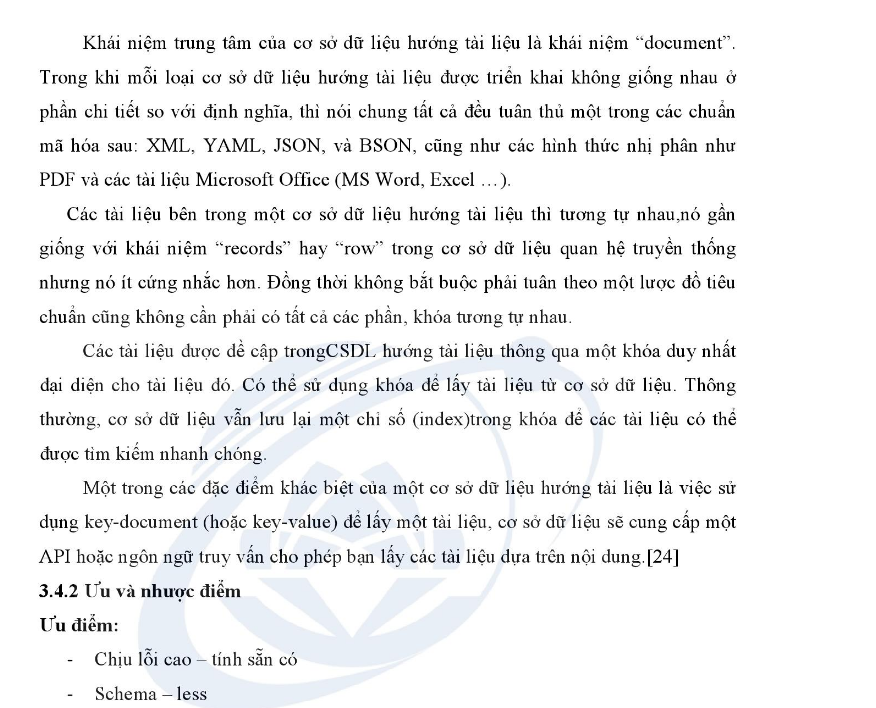 Khái niệm trung tâm của cơ sở dữ liệu hướng tài liệu là khái niệm “document”.
Trong khi mỗi loại cơ sở dữ liệu hướng tài liệu được triển khai không giống nhau ở
phần chi tiết so với định nghĩa, thì nói chung tất cả đều tuân thủ một trong các chuẩn
mã hóa sau: XML, YAML, JSON, và BSON, cũng như các hình thức nhị phân như
PDF và các tài liệu Microsoft Office (MS Word, Excel …).
Các tài liệu bên trong một cơ sở dữ liệu hướng tài liệu thì tương tự nhau,nó gần
giống với khái niệm “records” hay “row” trong cơ sở dữ liệu quan hệ truyền thống
nhưng nó ít cứng nhắc hơn. Đồng thời không bắt buộc phải tuân theo một lược đồ tiêu
chuẩn cũng không cần phải có tất cả các phần, khóa tương tự nhau.
Các tài liệu được đề cập trongCSDL hướng tài liệu thông qua một khóa duy nhất
đại diện cho tài liệu đó. Có thể sử dụng khóa để lấy tài liệu từ cơ sở dữ liệu. Thông
thường, cơ sở dữ liệu vẫn lưu lại một chỉ số (index)trong khóa để các tài liệu có thể
được tìm kiếm nhanh chóng.
Một trong các đặc điểm khác biệt của một cơ sở dữ liệu hướng tài liệu là việc sử
dụng key-document (hoặc key-value) để lấy một tài liệu, cơ sở dữ liệu sẽ cung cấp một
API hoặc ngôn ngữ truy vấn cho phép bạn lấy các tài liệu dựa trên nội dung.[24]
3.4.2 Ưu và nhược điểm
Ưu điểm:
- Chịu lỗi cao – tính sẵn có
- Schema – less